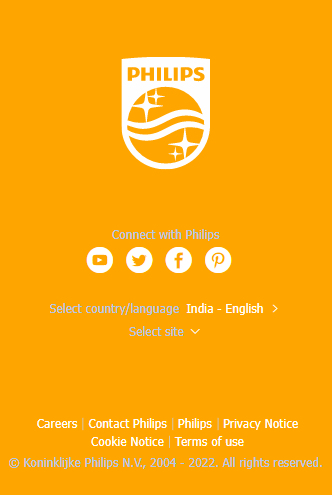 PHILIPS
Connect with Philips
Select country/language India - English >
Select site
Careers | Contact Philips | Philips | Privacy Notice
Cookie Notice | Terms of use
© Koninklijke Philips N.V., 2004 - 2022. All rights reserved.